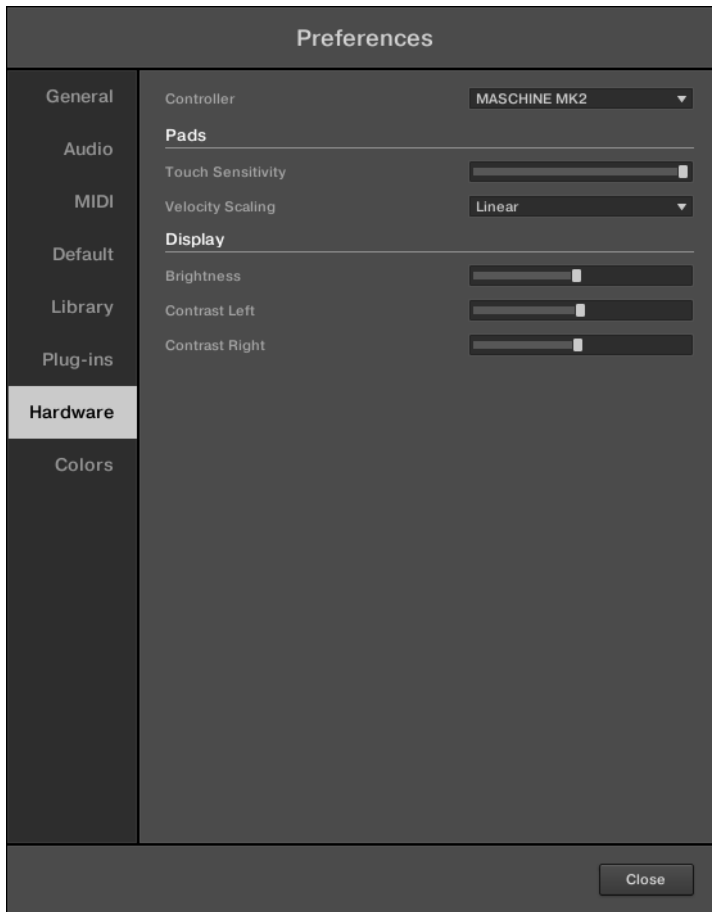 Preferences
General
Audio
MIDI
Default
Library
Plug-ins
Hardware
Colors
Controller MASCHINE MK2
Pads
Touch Sensitivity
Velocity Scaling Linear
Display
Brightness
Contrast Left
Contrast Right
Close